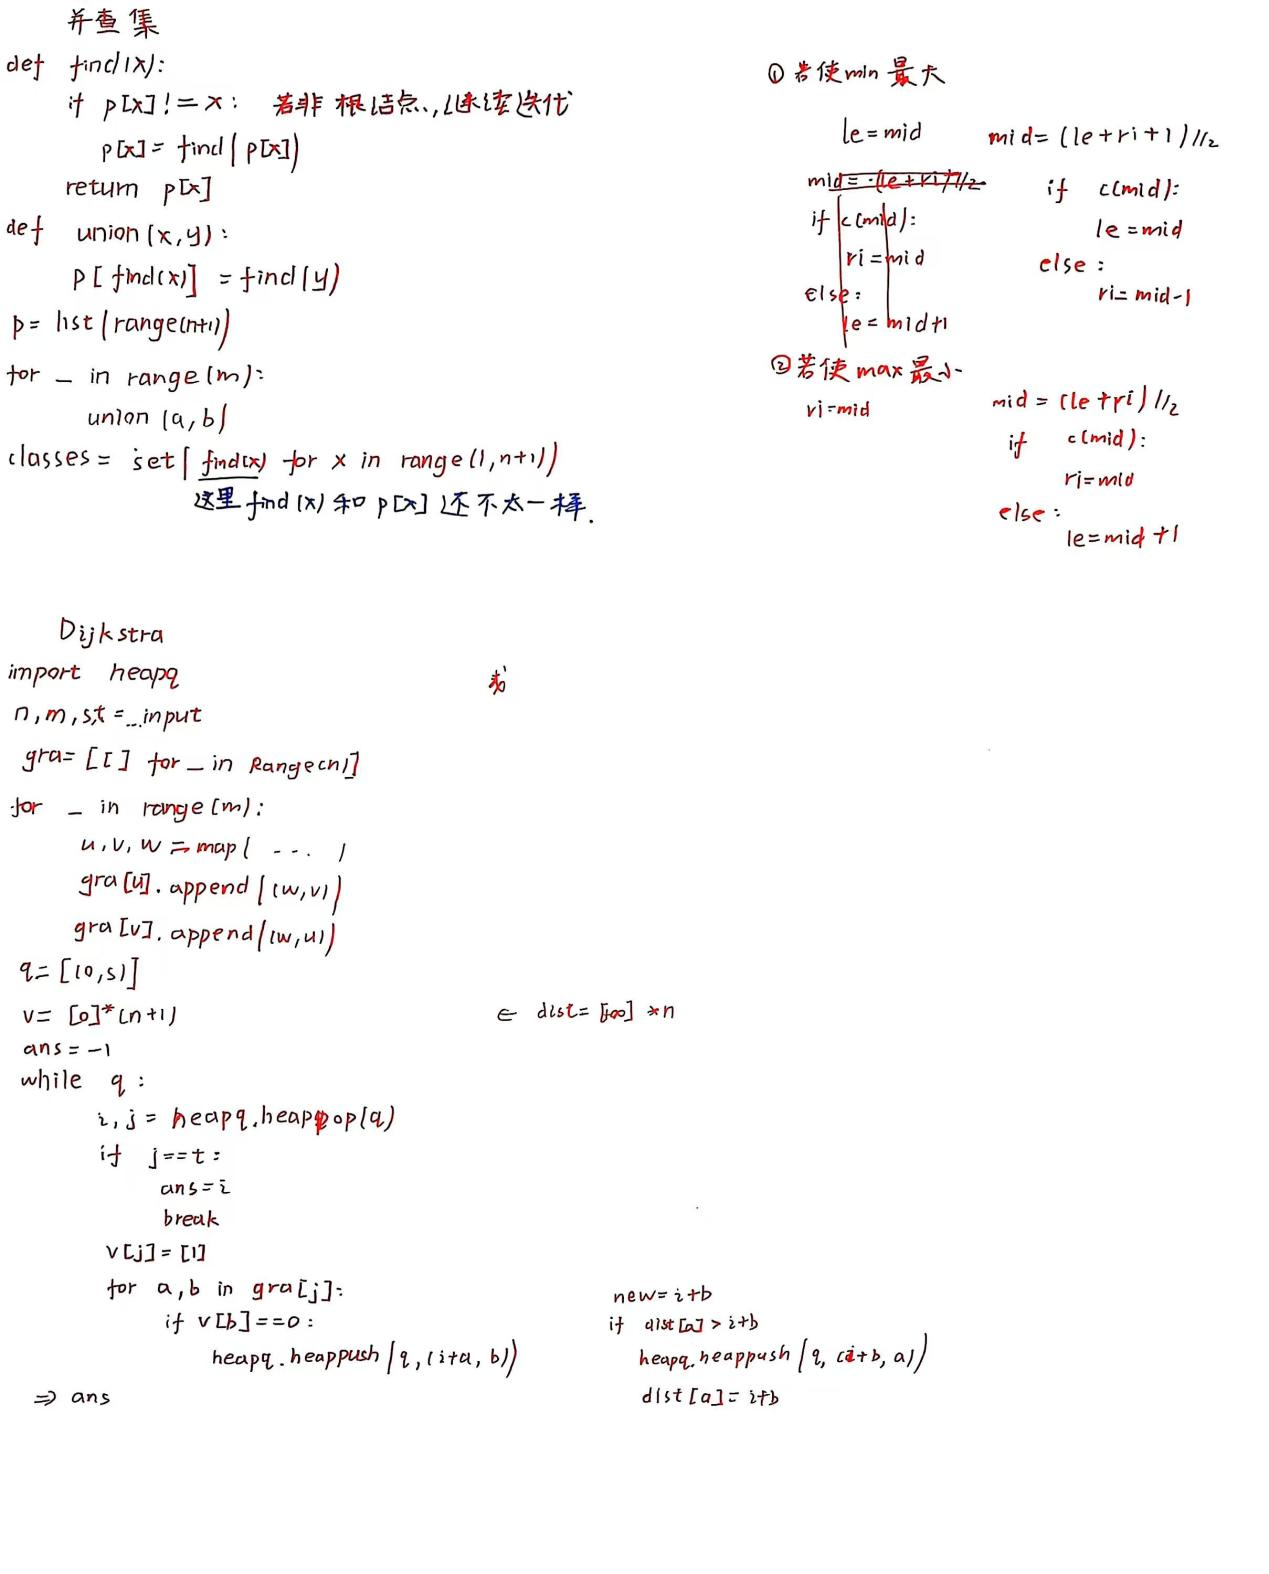 并查集
def find(x):
if p[x]!=x: 若非根结点,继续迭代
p[x]=find(p[x])
return p[x]
def union(x,y):
p[find(x)]=find(y)
p=list(range(n+1))
for _ in range(m):
union(a,b)
classes=set(find(x) for x in range(1,n+1))
这里find(x)和p[x]还不太一样.
①若使min最大
le=mid
mid=(le+ri)//2
if c(mid):
ri=mid
else:
le=mid+1
mid=(le+ri+1)//2
if c(mid):
le=mid
else:
ri=mid-1
②若使max最小
ri=mid
mid=(le+ri)//2
if c(mid):
ri=mid
else:
le=mid+1
Dijkstra
import heapq
n,m,s,t=...input
gra=[[] for _ in Range(n)]
for _ in range(m):
u,v,w=map( ... )
gra[u].append((w,v))
gra[v].append((w,u))
q=[(0,s)]
v=[0]*(n+1) ← dist=[+∞]*n
ans=-1
while q:
i,j=heapq.heappop(q)
if j==t:
ans=i
break
v[j]=[1]
for a,b in gra[j]:
if v[b]==0:
heapq.heappush(q,(i+a,b))
⇒ ans
new=i+b
if dist[a]>i+b
heapq.heappush(q,(i+b,a))
dist[a]=i+b